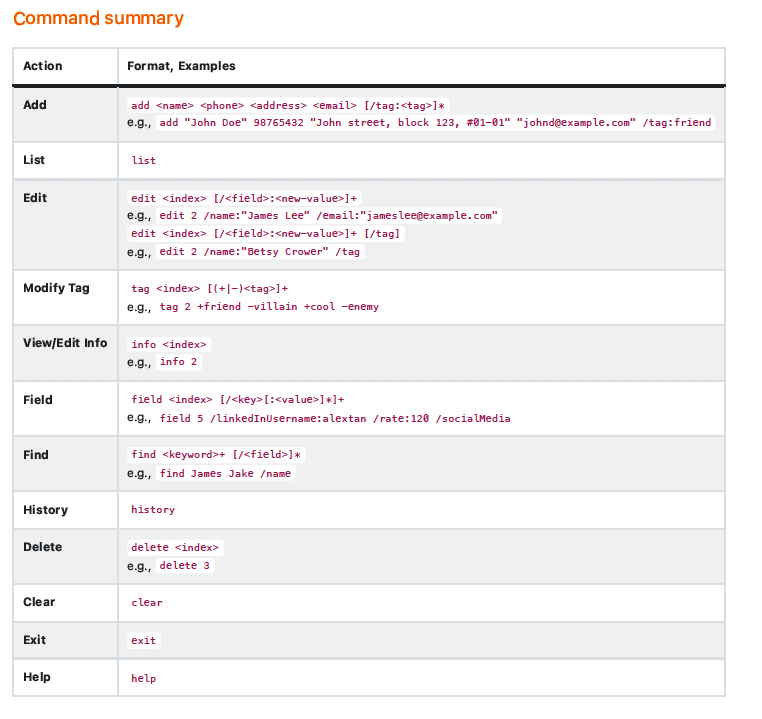 Command summary
Action Format, Examples
Add add <name> <phone> <address> <email> [/tag:<tag>]*
e.g., add "John Doe" 98765432 "John street, block 123, #01-01" "johnd@example.com" /tag:friend
List list
Edit edit <index> [/<field>:<new-value>]+
e.g., edit 2 /name:"James Lee" /email:"jameslee@example.com"
edit <index> [/<field>:<new-value>]+ [/tag]
e.g., edit 2 /name:"Betsy Crower" /tag
Modify Tag tag <index> [(+|-)<tag>]+
e.g., tag 2 +friend -villain +cool -enemy
View/Edit Info info <index>
e.g., info 2
Field field <index> [/<key>[:<value>]*]+
e.g., field 5 /linkedInUsername:alextan /rate:120 /socialMedia
Find find <keyword>+ [/<field>]*
e.g., find James Jake /name
History history
Delete delete <index>
e.g., delete 3
Clear clear
Exit exit
Help help